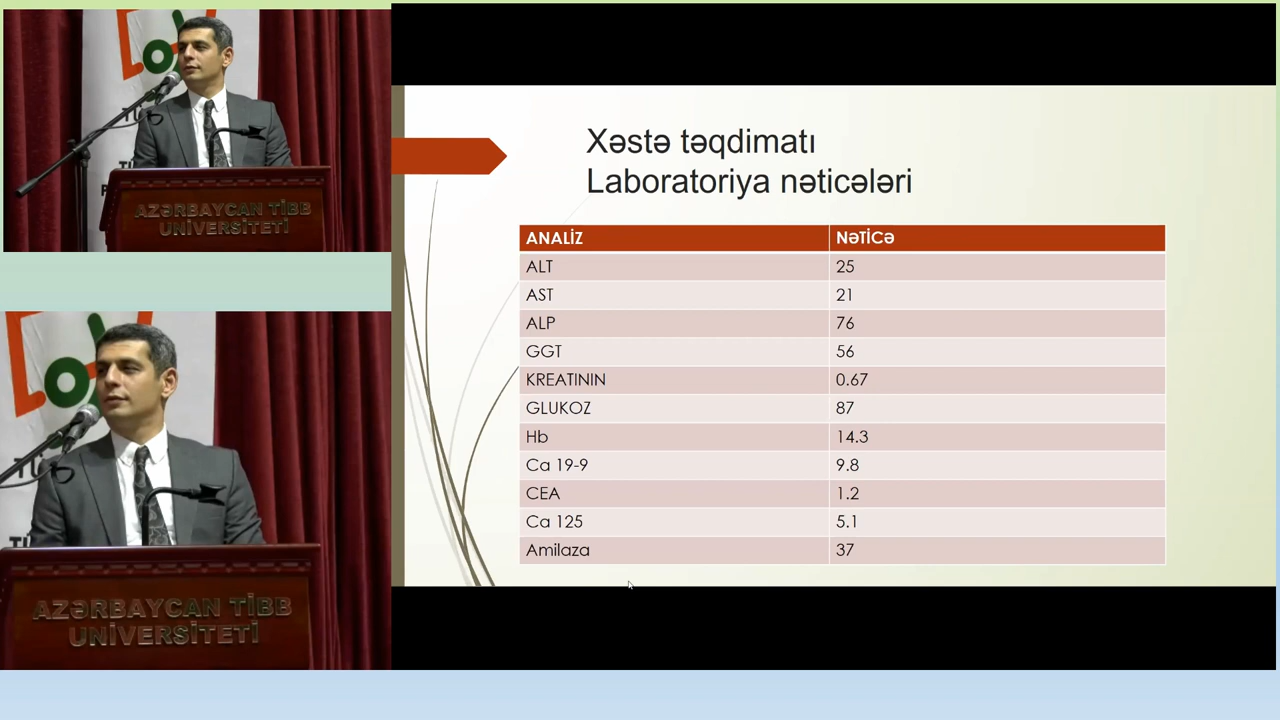 AZƏRBAYCAN TİBB
UNİVERSİTETİ
AZƏRBAYCAN TİBB
UNİVERSİTETİ
Xəstə təqdimatı
Laboratoriya nəticələri
ANALİZ NƏTİCƏ
ALT 25
AST 21
ALP 76
GGT 56
KREATININ 0.67
GLUKOZ 87
Hb 14.3
Ca 19-9 9.8
CEA 1.2
Ca 125 5.1
Amilaza 37